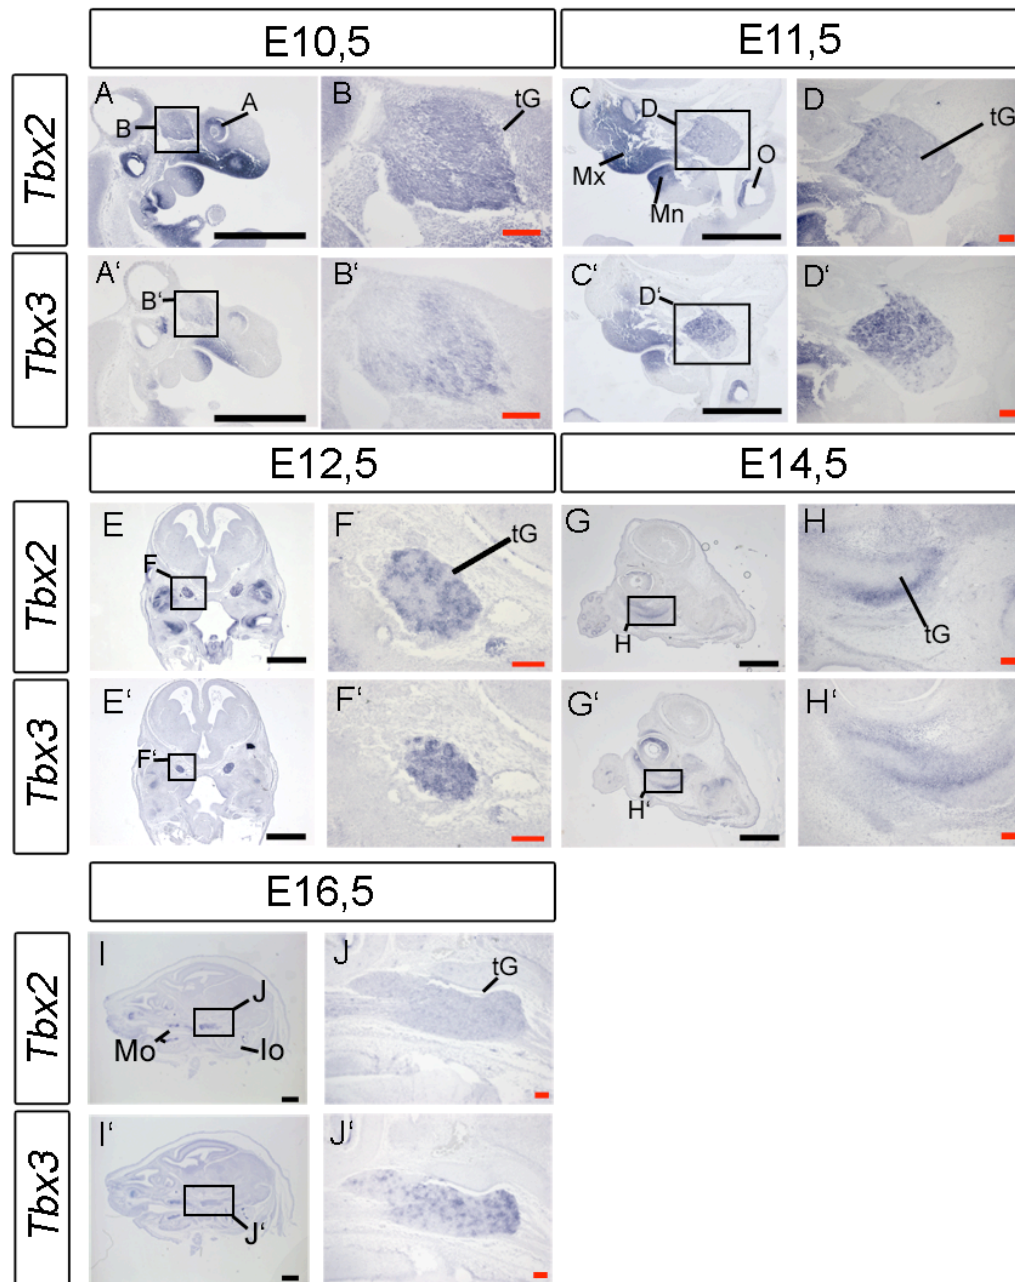 E10,5
E11,5
Tbx2
A
B
A
B
tG
C
D
Mx
Mn
O
D
tG
Tbx3
A‘
B‘
B‘
C‘
D‘
D‘
E12,5
E14,5
Tbx2
E
F
F
tG
G
H
H
tG
Tbx3
E‘
F‘
F‘
G‘
H‘
H‘
E16,5
Tbx2
I
J
Mo
Io
J
tG
Tbx3
I‘
J‘
J‘